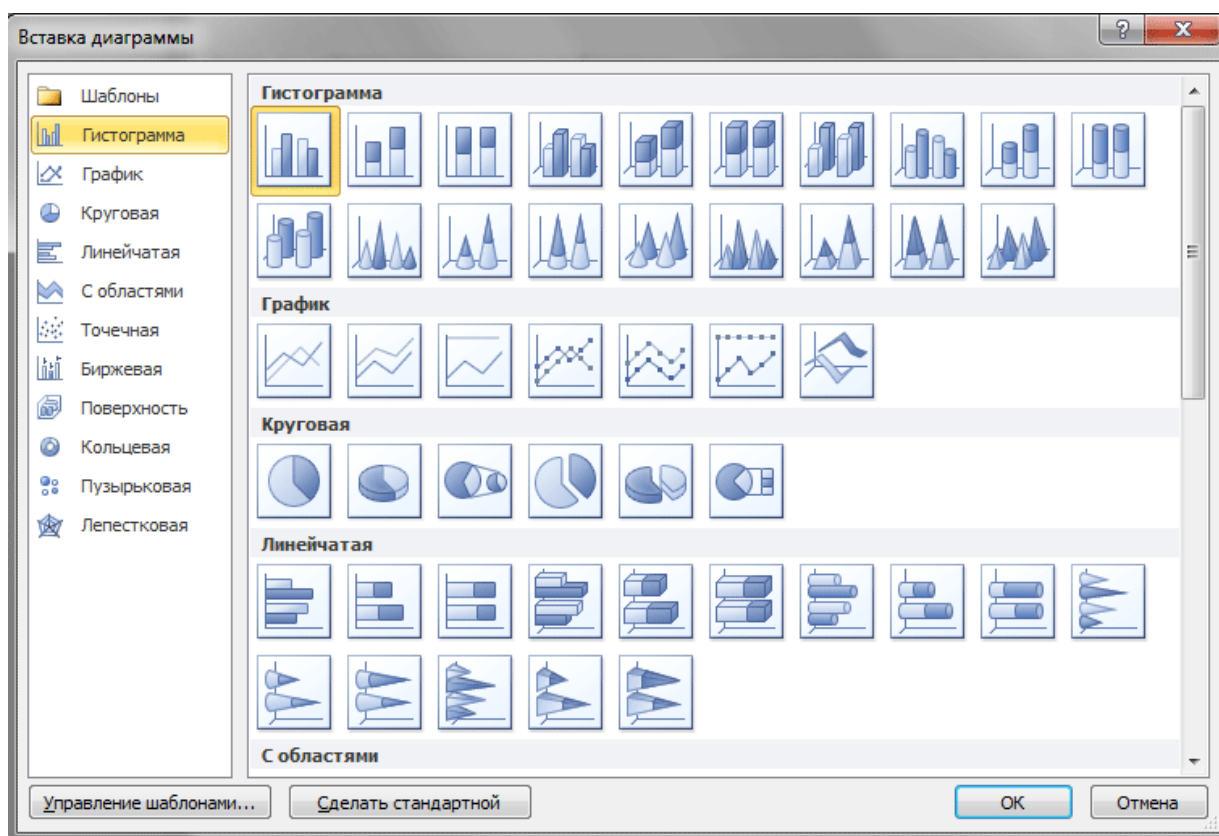 Вставка диаграммы
Шаблоны
Гистограмма
График
Круговая
Линейчатая
С областями
Точечная
Биржевая
Поверхность
Кольцевая
Пузырьковая
Лепестковая
Гистограмма
График
Круговая
Линейчатая
С областями
Управление шаблонами...
Сделать стандартной
ОК
Отмена